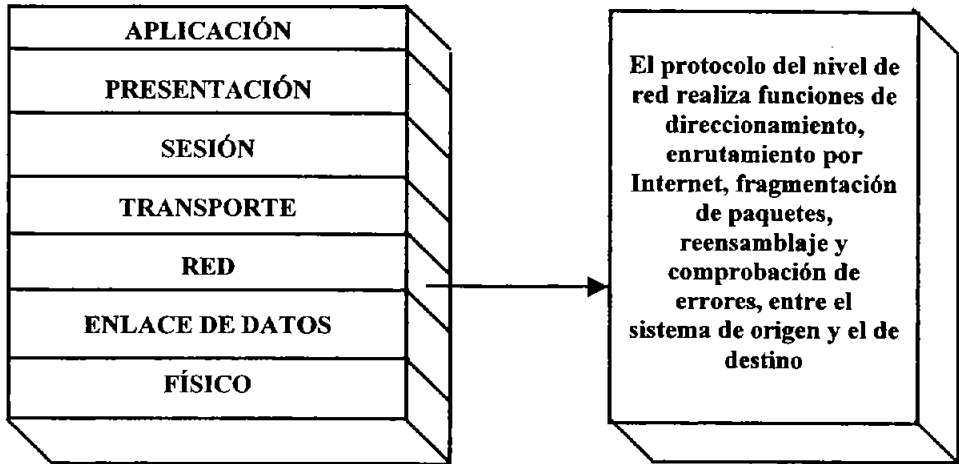 APLICACIÓN
PRESENTACIÓN
SESIÓN
TRANSPORTE
RED
ENLACE DE DATOS
FÍSICO
El protocolo del nivel de
red realiza funciones de
direccionamiento,
enrutamiento por
Internet, fragmentación
de paquetes,
reensamblaje y
comprobación de
errores, entre el
sistema de origen y el de
destino